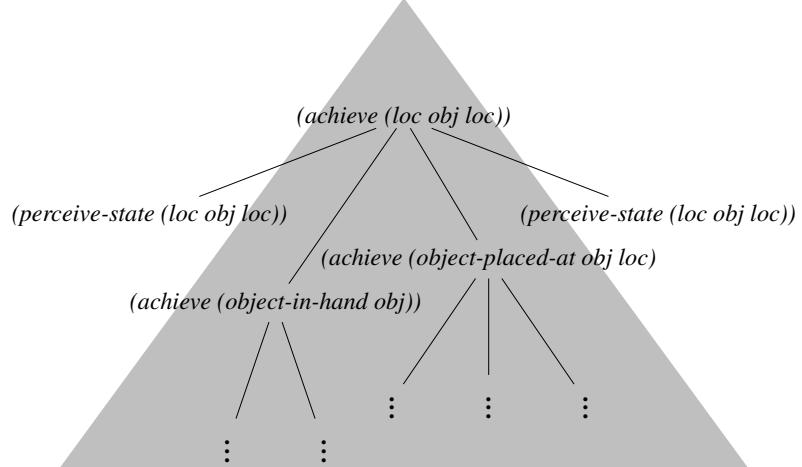 (achieve (loc obj loc))
(perceive-state (loc obj loc))
(perceive-state (loc obj loc))
(achieve (object-placed-at obj loc)
(achieve (object-in-hand obj))